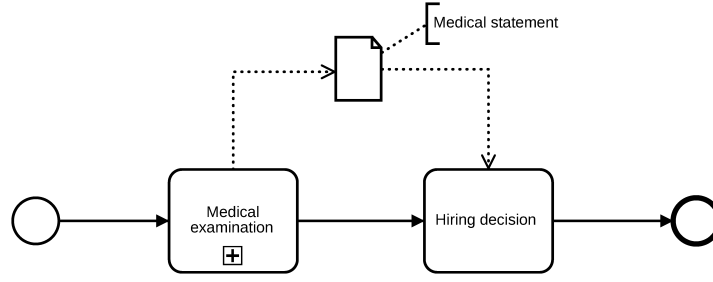 Medical statement
Medical
examination
Hiring decision